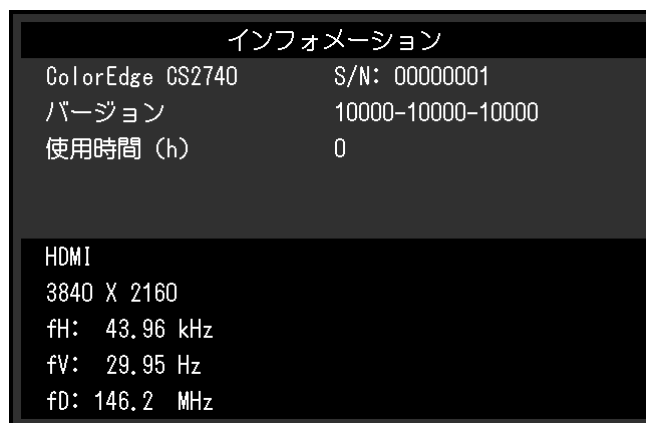 インフォメーション
ColorEdge CS2740 S/N: 00000001
バージョン 10000-10000-10000
使用時間 (h) 0
HDMI
3840 X 2160
fH: 43.96 kHz
fV: 29.95 Hz
fD: 146.2 MHz